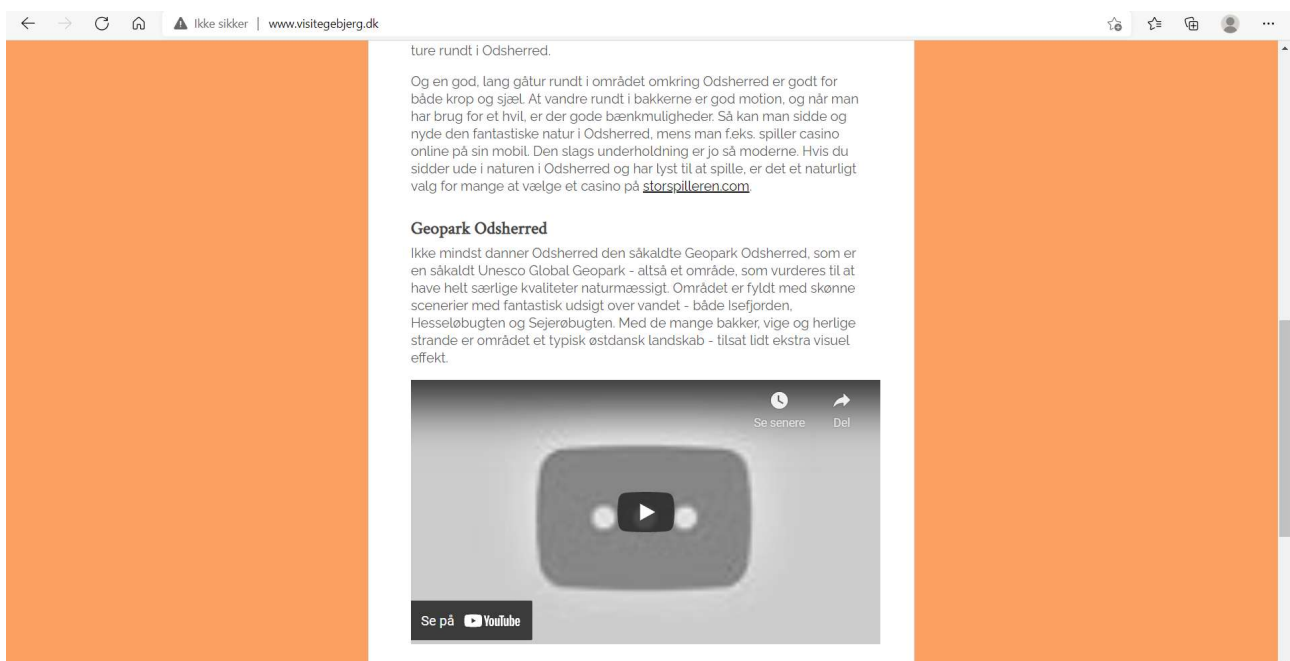 Ikke sikker | www.visitegebjerg.dk
ture rundt i Odsherred.
Og en god, lang gåtur rundt i området omkring Odsherred er godt for
både krop og sjæl. At vandre rundt i bakkerne er god motion, og når man
har brug for et hvil, er der gode bænkmuligheder. Så kan man sidde og
nyde den fantastiske natur i Odsherred, mens man f.eks. spiller casino
online på sin mobil. Den slags underholdning er jo så moderne. Hvis du
sidder ude i naturen i Odsherred og har lyst til at spille, er det et naturligt
valg for mange at vælge et casino på storspilleren.com.
Geopark Odsherred
Ikke mindst danner Odsherred den såkaldte Geopark Odsherred, som er
en såkaldt Unesco Global Geopark - altså et område, som vurderes til at
have helt særlige kvaliteter naturmæssigt. Området er fyldt med skønne
scenerier med fantastisk udsigt over vandet - både Isefjorden,
Hesseløbugten og Sejerøbugten. Med de mange bakker, vige og herlige
strande er området et typisk østdansk landskab - tilsat lidt ekstra visuel
effekt.
Se senere Del
Se på YouTube